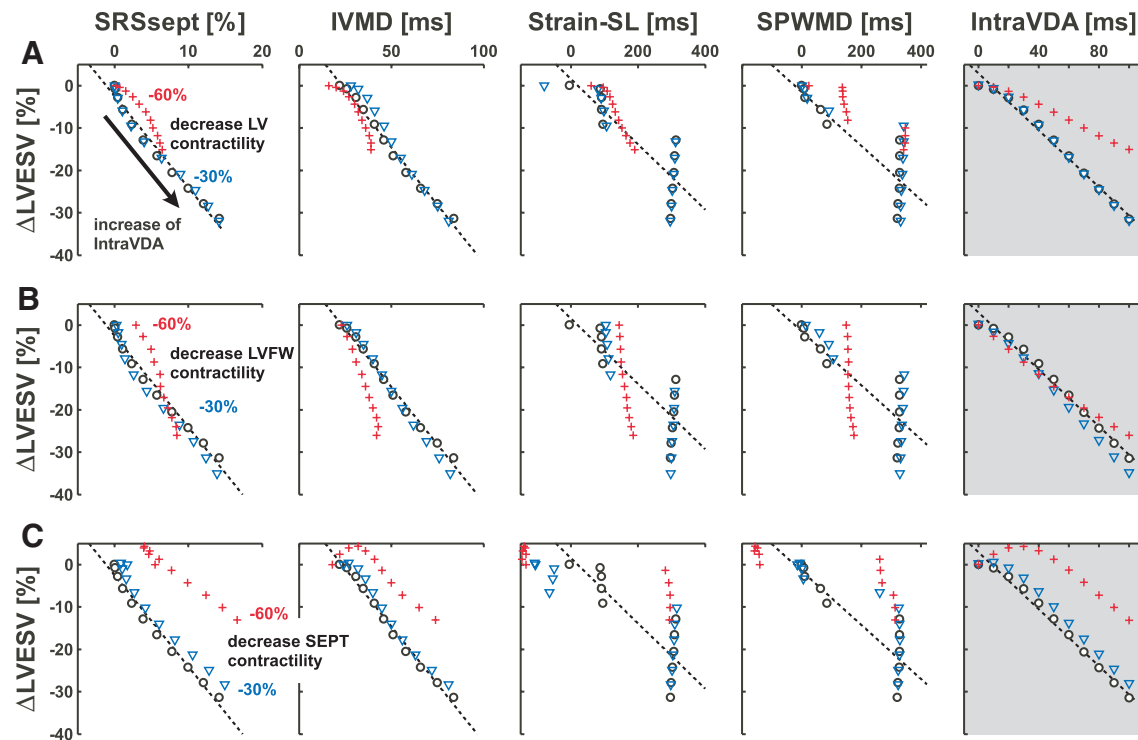 SRSsept [%] IVMD [ms] Strain-SL [ms] SPWMD [ms] IntraVDA [ms]
0 10 20 0 50 100 0 200 400 0 200 400 0 40 80
A
ΔLVESV [%]
0
-10
-20
-30
-40
-60%
decrease LV
contractility
-30%
increase of
IntraVDA
B
ΔLVESV [%]
0
-10
-20
-30
-40
-60%
decrease LVFW
contractility
-30%
C
ΔLVESV [%]
0
-10
-20
-30
-40
-60%
decrease SEPT
contractility
-30%